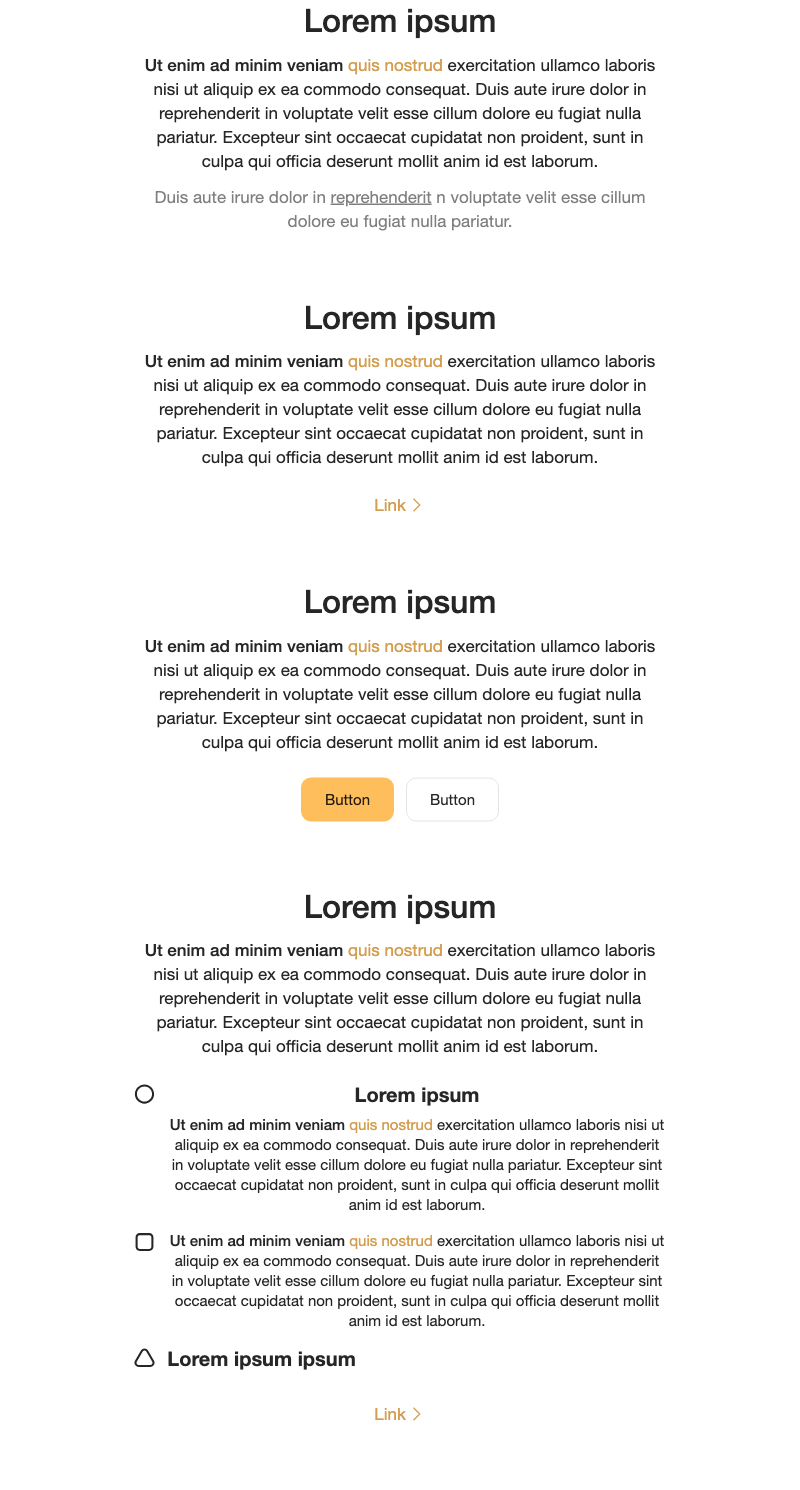 Lorem ipsum
Ut enim ad minim veniam quis nostrud exercitation ullamco laboris
nisi ut aliquip ex ea commodo consequat. Duis aute irure dolor in
reprehenderit in voluptate velit esse cillum dolore eu fugiat nulla
pariatur. Excepteur sint occaecat cupidatat non proident, sunt in
culpa qui officia deserunt mollit anim id est laborum.
Duis aute irure dolor in reprehenderit n voluptate velit esse cillum
dolore eu fugiat nulla pariatur.
Lorem ipsum
Ut enim ad minim veniam quis nostrud exercitation ullamco laboris
nisi ut aliquip ex ea commodo consequat. Duis aute irure dolor in
reprehenderit in voluptate velit esse cillum dolore eu fugiat nulla
pariatur. Excepteur sint occaecat cupidatat non proident, sunt in
culpa qui officia deserunt mollit anim id est laborum.
Link
Lorem ipsum
Ut enim ad minim veniam quis nostrud exercitation ullamco laboris
nisi ut aliquip ex ea commodo consequat. Duis aute irure dolor in
reprehenderit in voluptate velit esse cillum dolore eu fugiat nulla
pariatur. Excepteur sint occaecat cupidatat non proident, sunt in
culpa qui officia deserunt mollit anim id est laborum.
Button Button
Lorem ipsum
Ut enim ad minim veniam quis nostrud exercitation ullamco laboris
nisi ut aliquip ex ea commodo consequat. Duis aute irure dolor in
reprehenderit in voluptate velit esse cillum dolore eu fugiat nulla
pariatur. Excepteur sint occaecat cupidatat non proident, sunt in
culpa qui officia deserunt mollit anim id est laborum.
Lorem ipsum
Ut enim ad minim veniam quis nostrud exercitation ullamco laboris nisi ut
aliquip ex ea commodo consequat. Duis aute irure dolor in reprehenderit
in voluptate velit esse cillum dolore eu fugiat nulla pariatur. Excepteur sint
occaecat cupidatat non proident, sunt in culpa qui officia deserunt mollit
anim id est laborum.
Ut enim ad minim veniam quis nostrud exercitation ullamco laboris nisi ut
aliquip ex ea commodo consequat. Duis aute irure dolor in reprehenderit
in voluptate velit esse cillum dolore eu fugiat nulla pariatur. Excepteur sint
occaecat cupidatat non proident, sunt in culpa qui officia deserunt mollit
anim id est laborum.
Lorem ipsum ipsum
Link